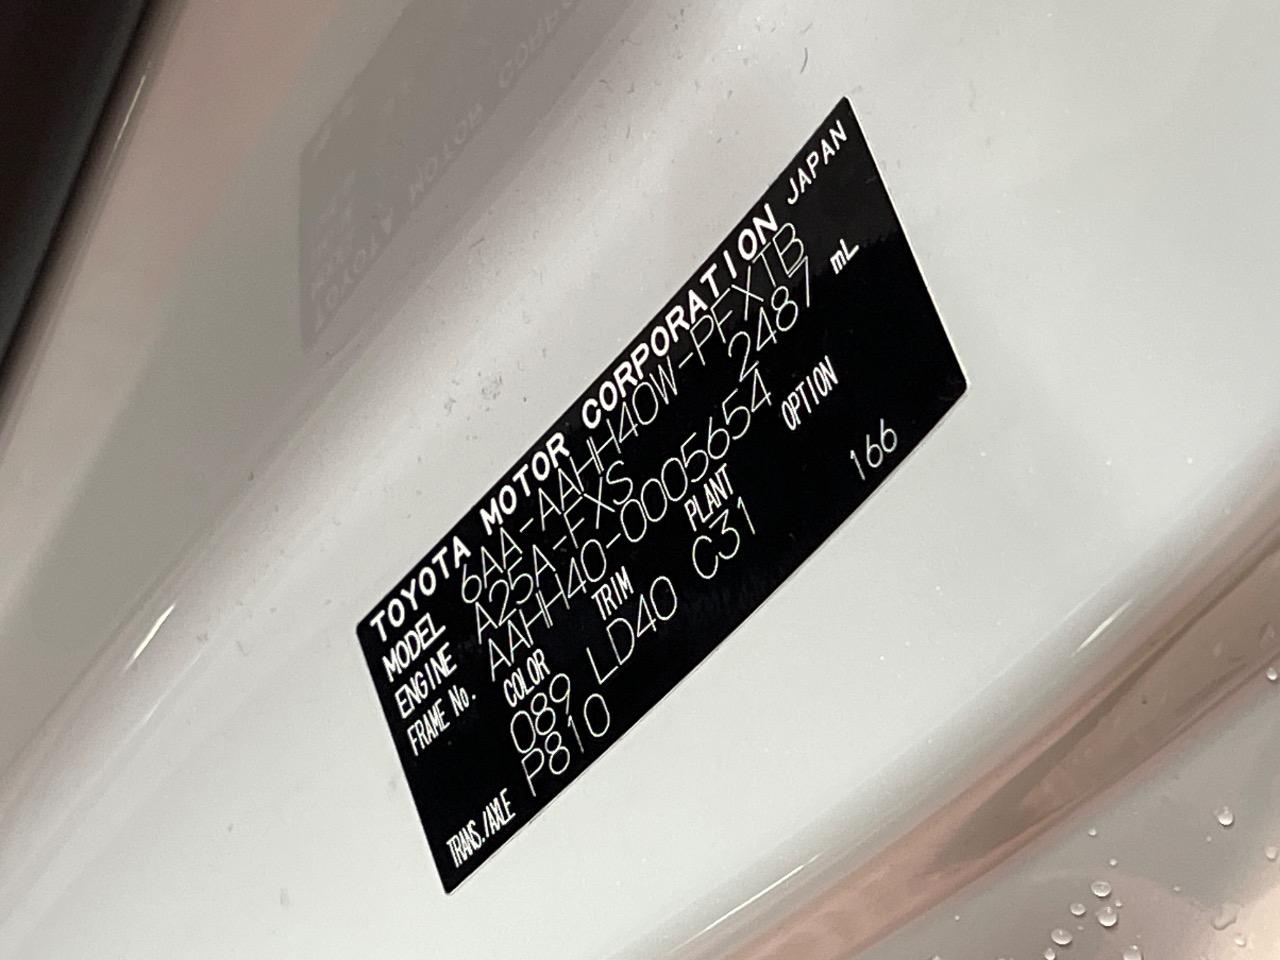 TOYOTA MOTOR CORPORATION JAPAN
MODEL 6AA-AAHH40W-PFXTB
ENGINE A25A-FXS 2487 mL
FRAME No. AAHH40-0005654
COLOR TRIM PLANT OPTION
089 LD40 C31 166
TRANS./AXLE P810